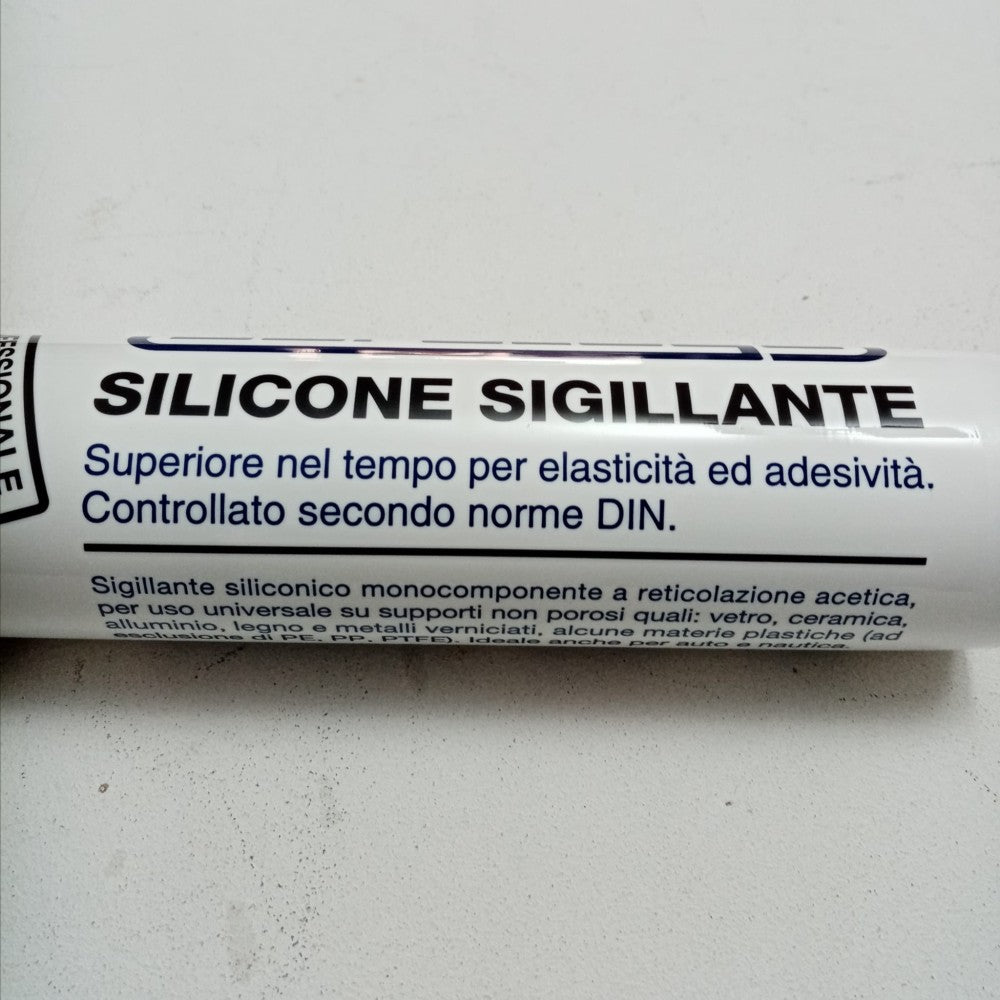 SILICONE SIGILLANTE
Superiore nel tempo per elasticità ed adesività.
Controllato secondo norme DIN.
Sigillante siliconico monocomponente a reticolazione acetica,
per uso universale su supporti non porosi quali: vetro, ceramica,
alluminio, legno e metalli verniciati, alcune materie plastiche (ad
esclusione di PE, PP, PTFE). Ideale anche per auto e nautica.